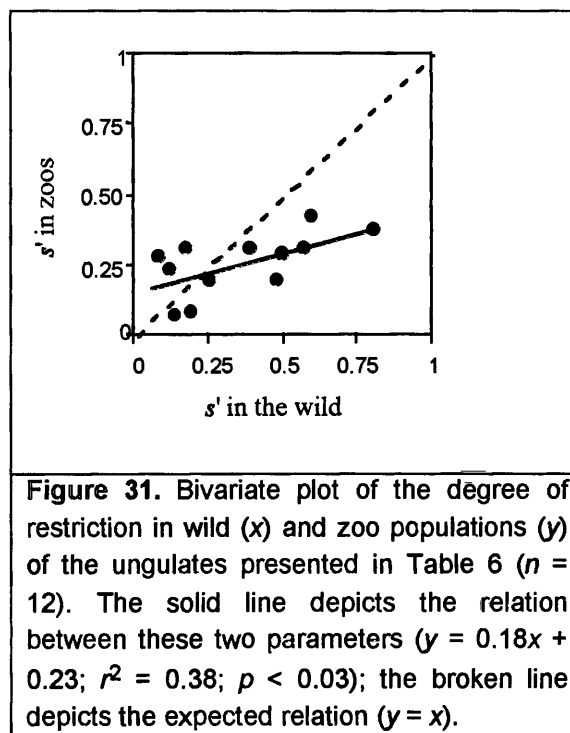 1
0.75
0.50
0.25
0
s' in zoos
0 0.25 0.5 0.75 1
s' in the wild
Figure 31. Bivariate plot of the degree of
restriction in wild (x) and zoo populations (y)
of the ungulates presented in Table 6 (n =
12). The solid line depicts the relation
between these two parameters (y = 0.18x +
0.23; r² = 0.38; p < 0.03); the broken line
depicts the expected relation (y = x).